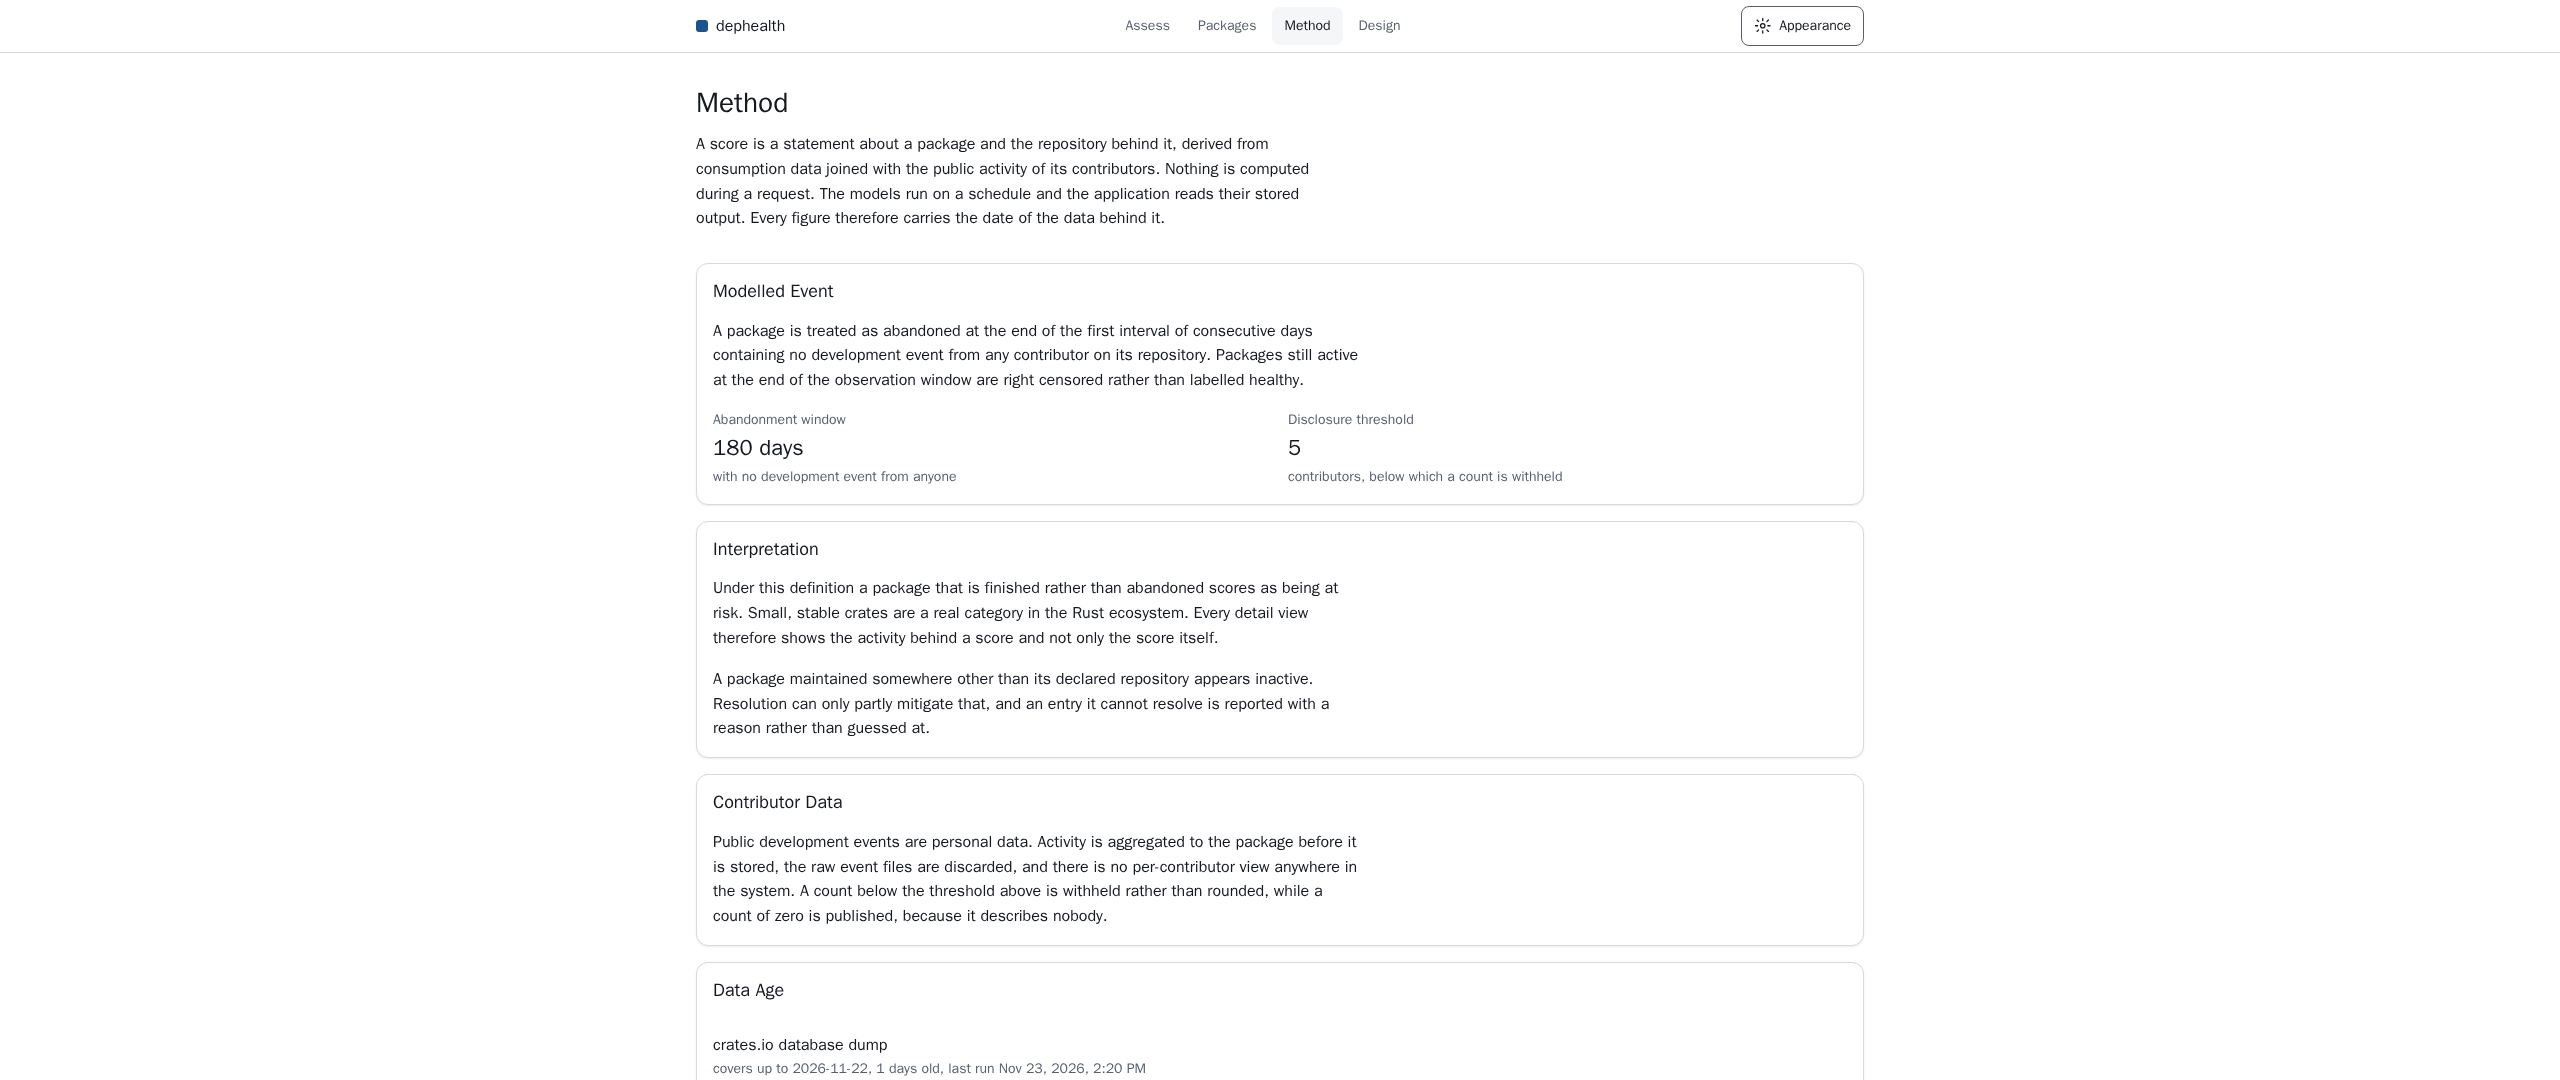 dephealth
Assess
Packages
Method
Design
Appearance
Method
A score is a statement about a package and the repository behind it, derived from
consumption data joined with the public activity of its contributors. Nothing is computed
during a request. The models run on a schedule and the application reads their stored
output. Every figure therefore carries the date of the data behind it.
Modelled Event
A package is treated as abandoned at the end of the first interval of consecutive days
containing no development event from any contributor on its repository. Packages still active
at the end of the observation window are right censored rather than labelled healthy.
Abandonment window
180 days
with no development event from anyone
Disclosure threshold
5
contributors, below which a count is withheld
Interpretation
Under this definition a package that is finished rather than abandoned scores as being at
risk. Small, stable crates are a real category in the Rust ecosystem. Every detail view
therefore shows the activity behind a score and not only the score itself.
A package maintained somewhere other than its declared repository appears inactive.
Resolution can only partly mitigate that, and an entry it cannot resolve is reported with a
reason rather than guessed at.
Contributor Data
Public development events are personal data. Activity is aggregated to the package before it
is stored, the raw event files are discarded, and there is no per-contributor view anywhere in
the system. A count below the threshold above is withheld rather than rounded, while a
count of zero is published, because it describes nobody.
Data Age
crates.io database dump
covers up to 2026-11-22, 1 days old, last run Nov 23, 2026, 2:20 PM